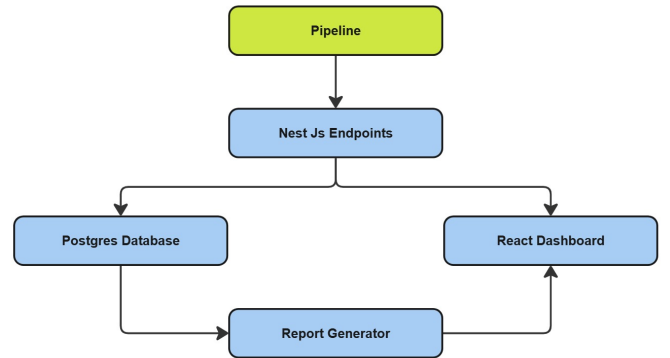 Pipeline
Nest Js Endpoints
Postgres Database
React Dashboard
Report Generator